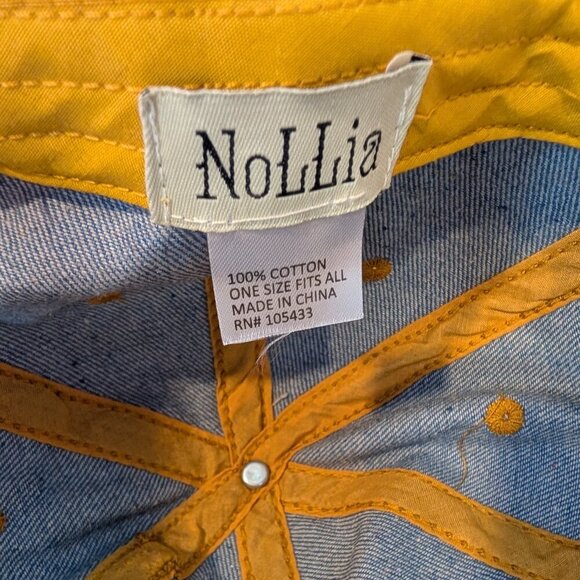 NoLLia
100% COTTON
ONE SIZE FITS ALL
MADE IN CHINA
RN# 105433